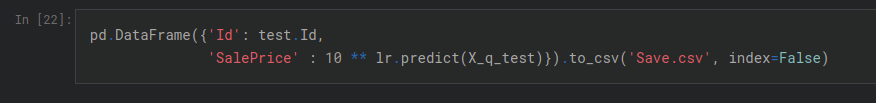 In [22]:
pd.DataFrame({'Id': test.Id,
'SalePrice' : 10 ** lr.predict(X_q_test)}).to_csv('Save.csv', index=False)